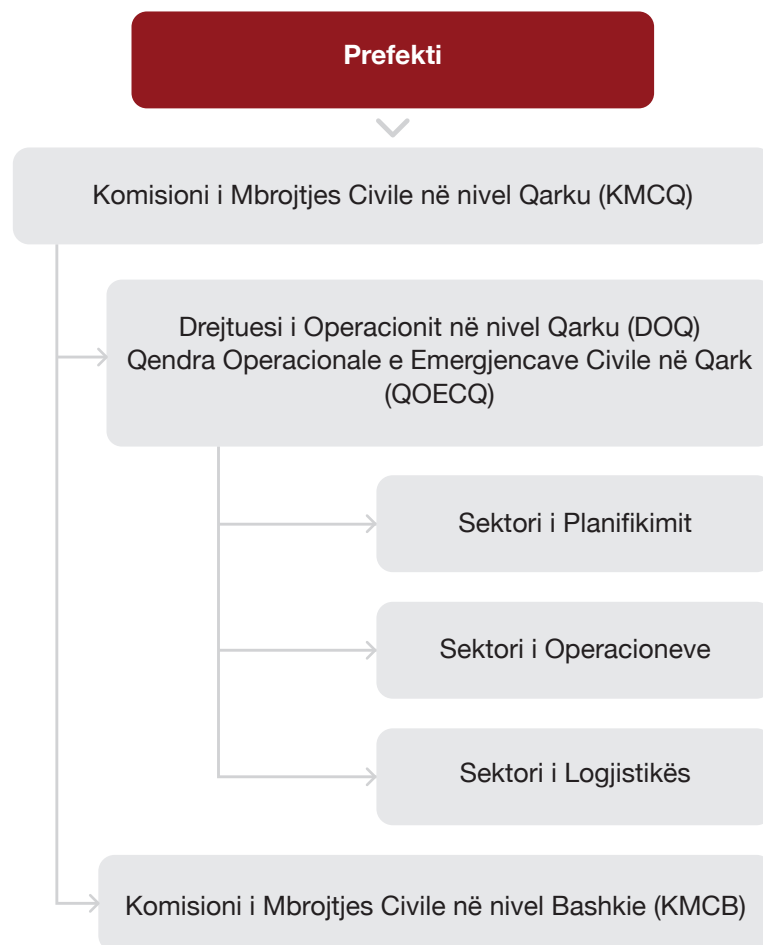 Prefekti
Komisioni i Mbrojtjes Civile në nivel Qarku (KMCQ)
Drejtuesi i Operacionit në nivel Qarku (DOQ)
Qendra Operacionale e Emergjencave Civile në Qark
(QOECQ)
Sektori i Planifikimit
Sektori i Operacioneve
Sektori i Logjistikës
Komisioni i Mbrojtjes Civile në nivel Bashkie (KMCB)